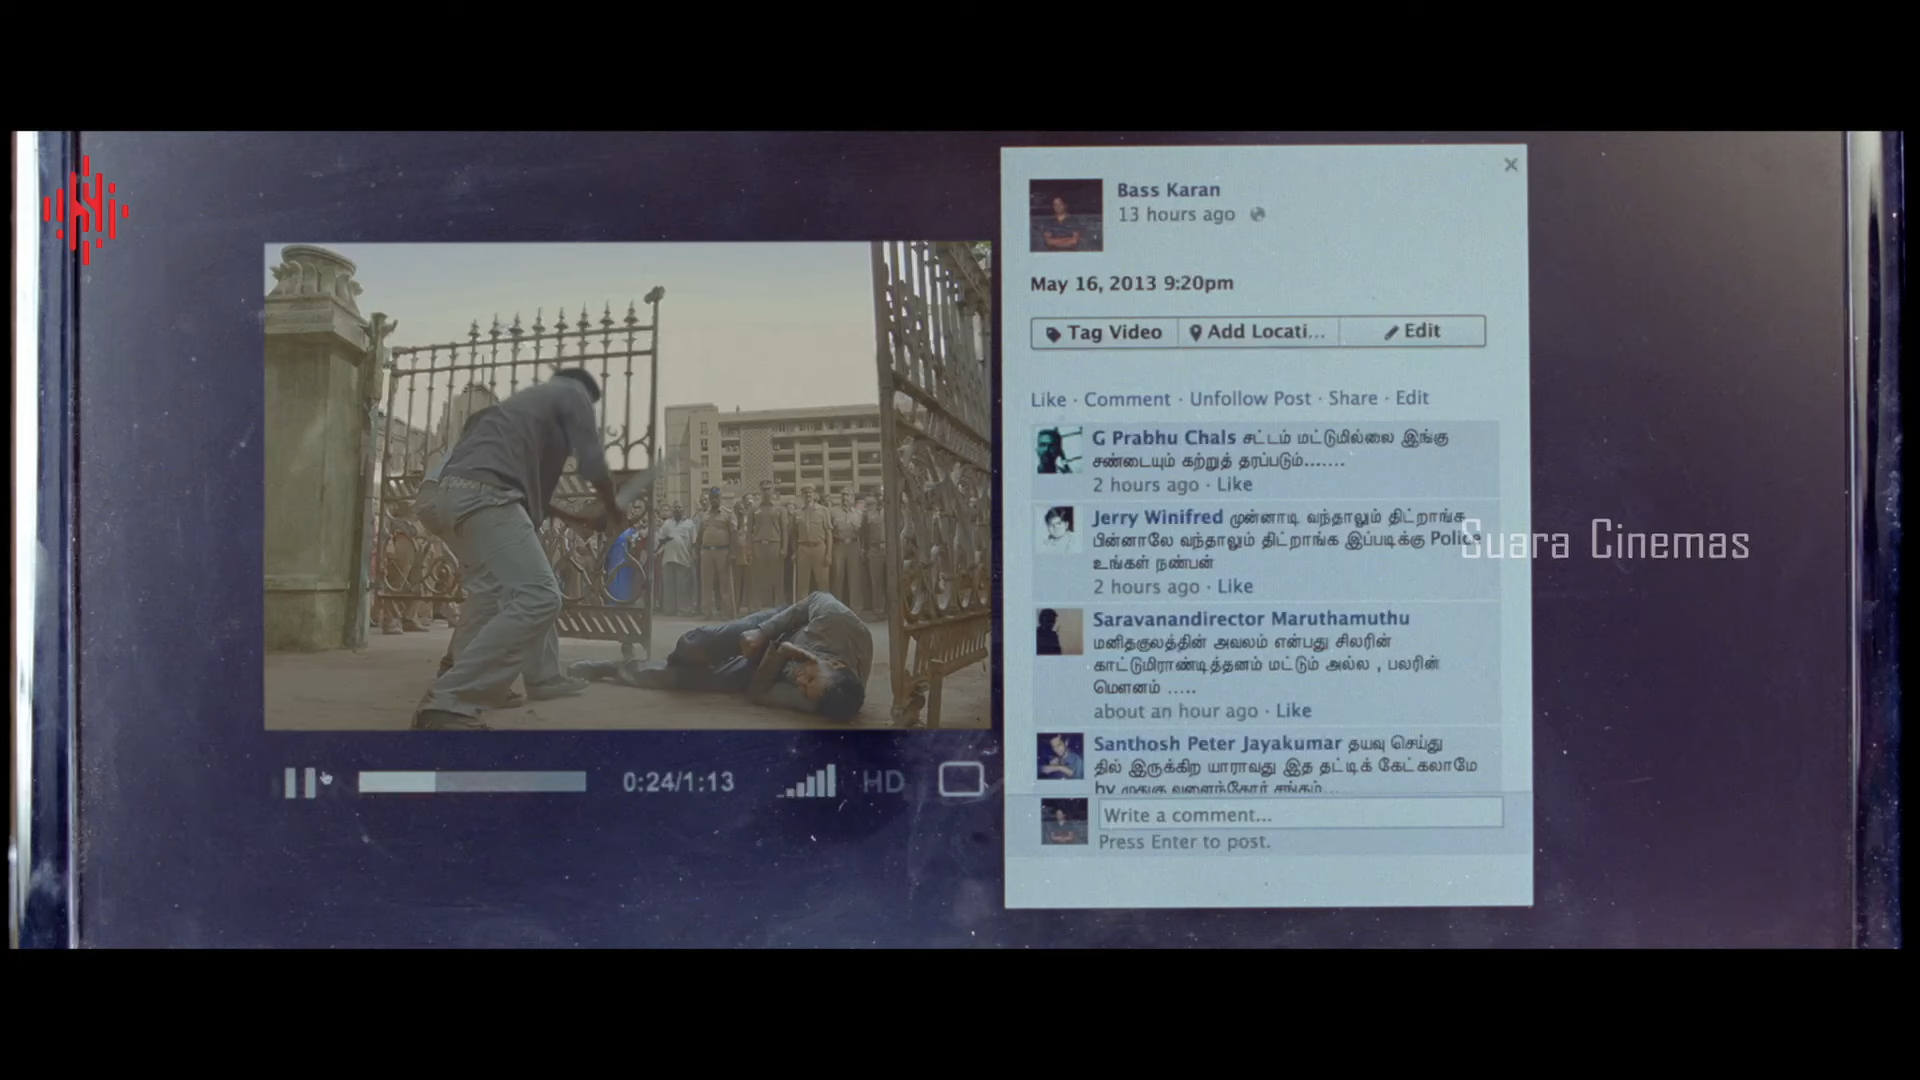 Bass Karan
13 hours ago
May 16, 2013 9:20pm
Tag Video Add Locati... Edit
Like · Comment · Unfollow Post · Share · Edit
G Prabhu Chals சட்டம் மட்டுமில்லை இங்கு
சண்டையும் கற்றுத் தரப்படும்.......
2 hours ago · Like
Jerry Winifred முன்னாடி வந்தாலும் திட்றாங்க
பின்னாலே வந்தாலும் திட்றாங்க இப்படிக்கு Police
உங்கள் நண்பன்
2 hours ago · Like
Suara Cinemas
Saravanandirector Maruthamuthu
மனிதகுலத்தின் அவலம் என்பது சிலரின்
காட்டுமிராண்டித்தனம் மட்டும் அல்ல , பலரின்
மௌனம் .....
about an hour ago · Like
Santhosh Peter Jayakumar தயவு செய்து
தில் இருக்கிற யாராவது இத தட்டிக் கேட்கலாமே
by முதுகு வளைந்தோர் சங்கம்...
Write a comment...
Press Enter to post.
0:24/1:13 HD